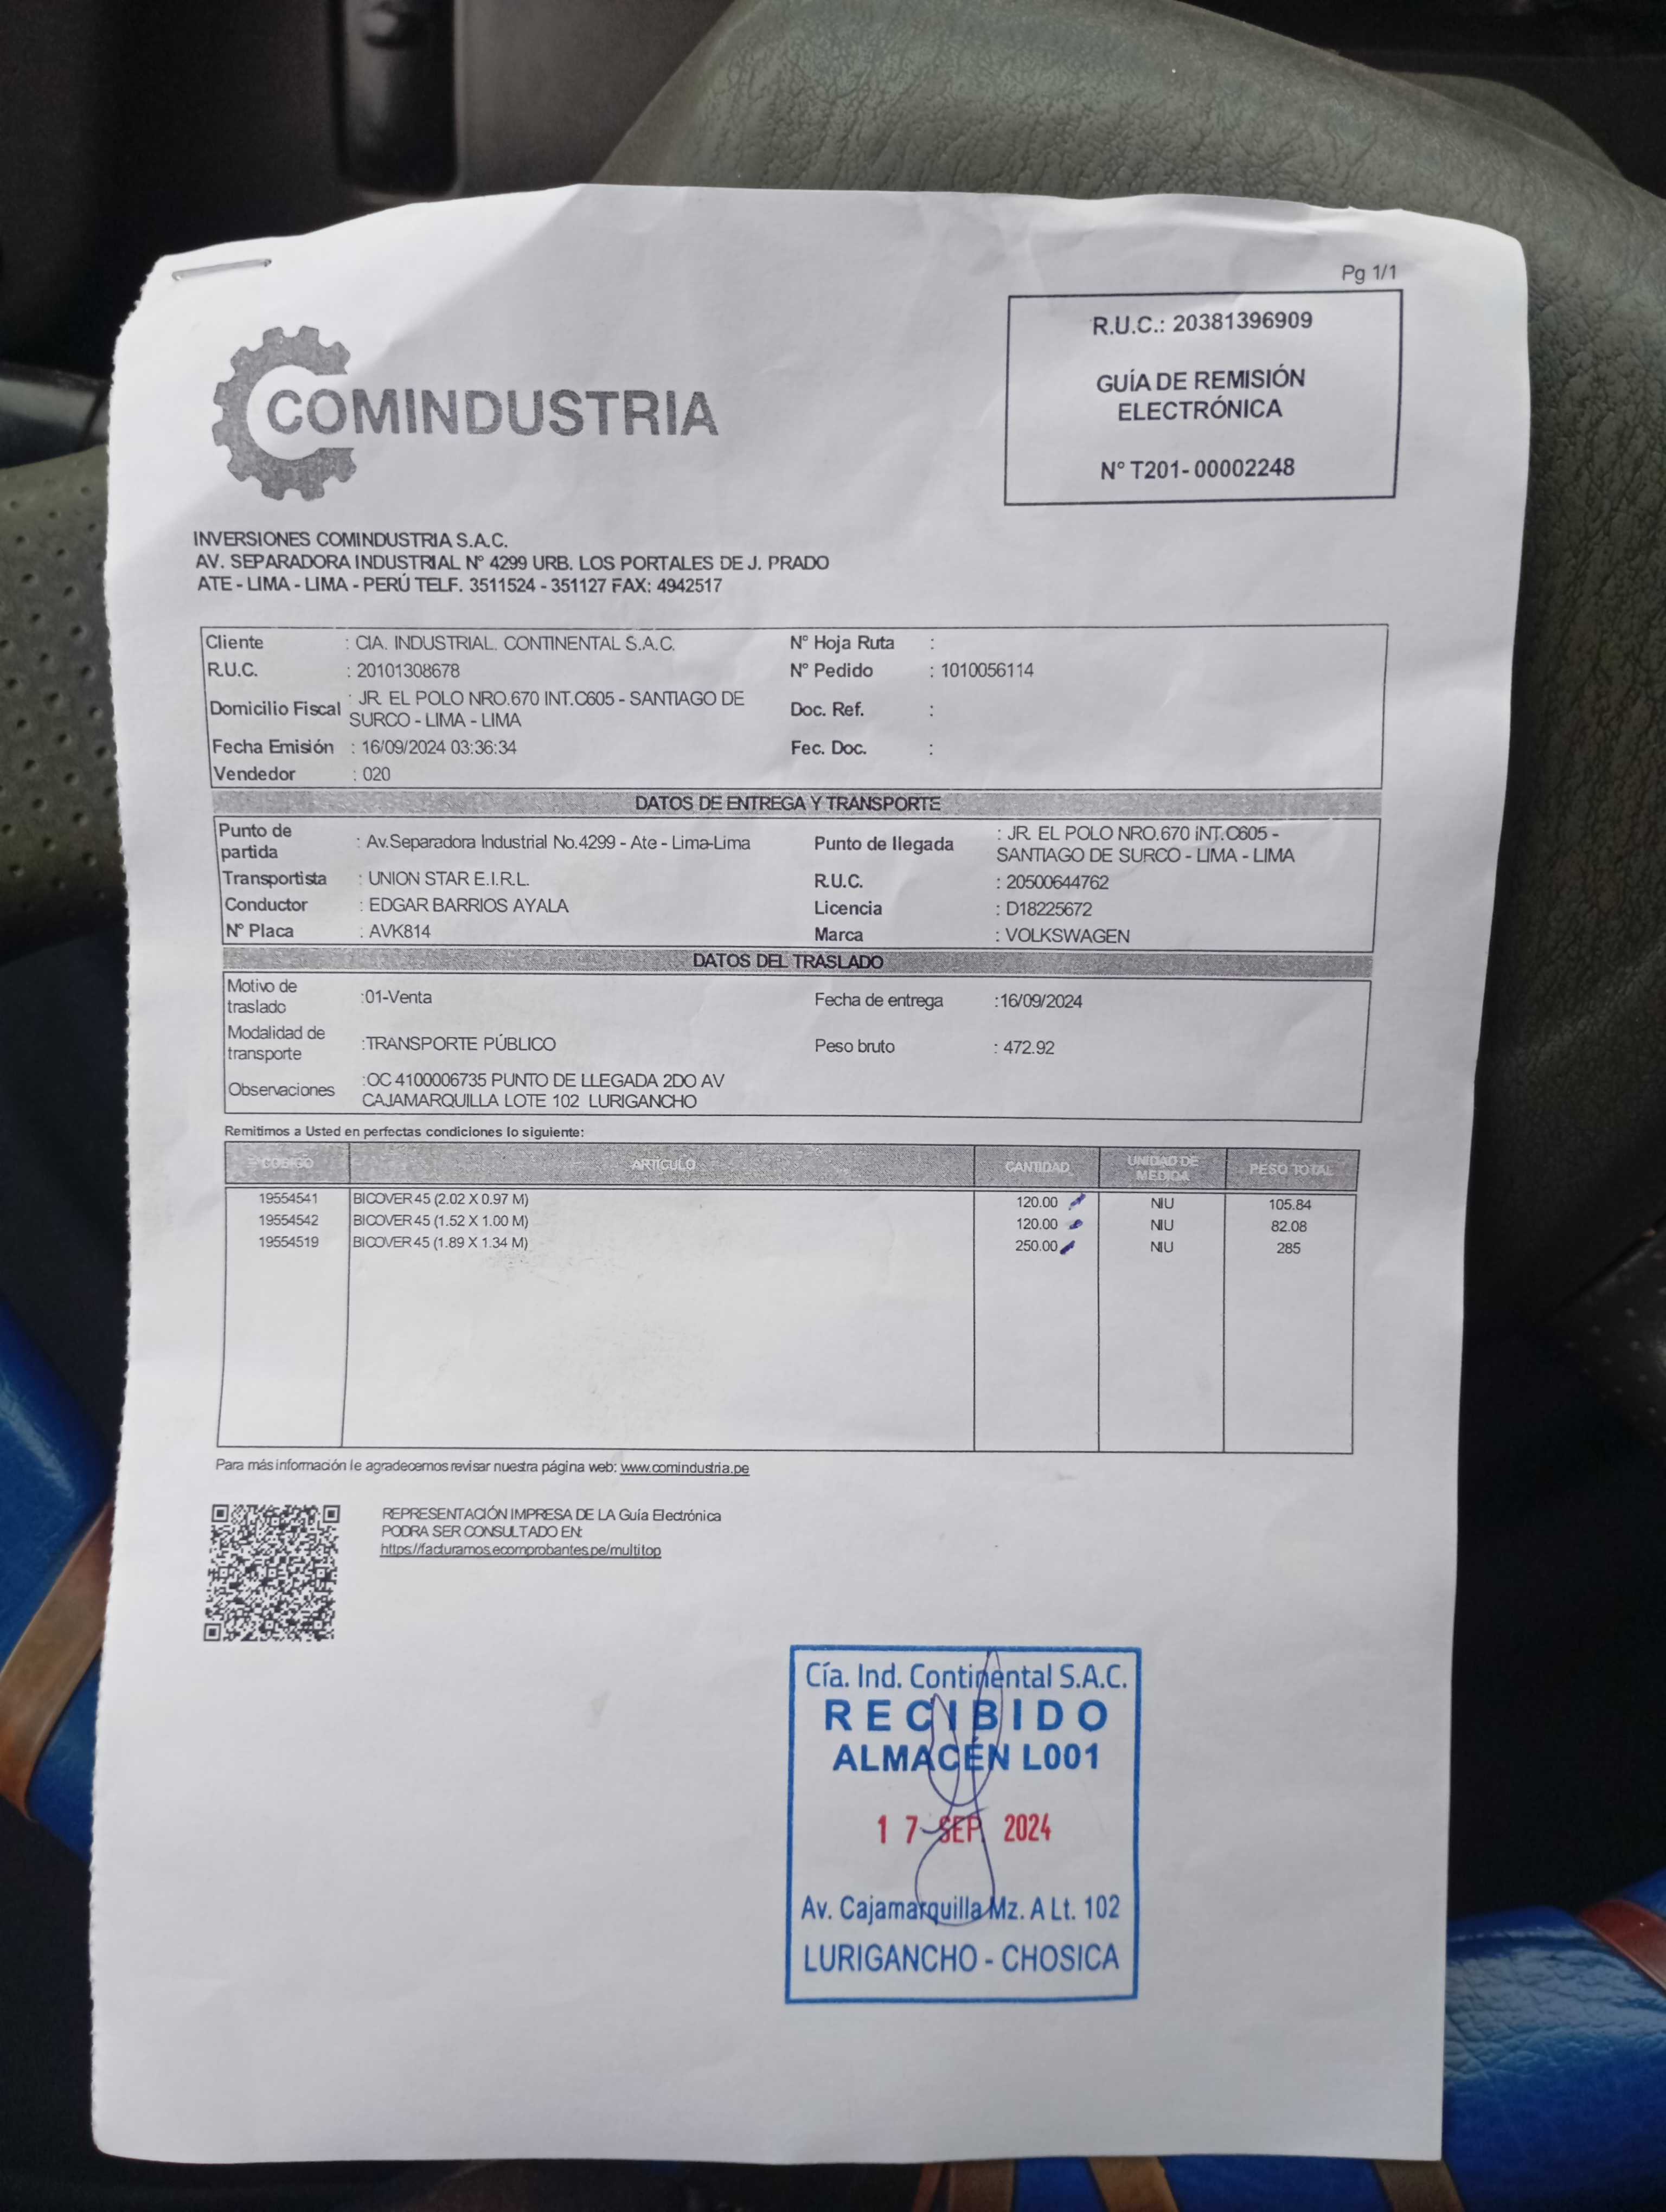 Pg 1/1
R.U.C.: 20381396909
GUÍA DE REMISIÓN
ELECTRÓNICA
N° T201- 00002248
COMINDUSTRIA
INVERSIONES COMINDUSTRIA S.A.C.
AV. SEPARADORA INDUSTRIAL Nº 4299 URB. LOS PORTALES DE J. PRADO
ATE - LIMA - LIMA - PERÚ TELF. 3511524 - 351127 FAX: 4942517
Cliente : CIA. INDUSTRIAL. CONTINENTAL S.A.C. N° Hoja Ruta :
R.U.C. : 20101308678 N° Pedido : 1010056114
Domicilio Fiscal : JR. EL POLO NRO.670 INT.C605 - SANTIAGO DE SURCO - LIMA - LIMA Doc. Ref. :
Fecha Emisión : 16/09/2024 03:36:34 Fec. Doc. :
Vendedor : 020
DATOS DE ENTREGA Y TRANSPORTE
Punto de partida : Av.Separadora Industrial No.4299 - Ate - Lima-Lima Punto de llegada : JR. EL POLO NRO.670 INT.C605 - SANTIAGO DE SURCO - LIMA - LIMA
Transportista : UNION STAR E.I.R.L. R.U.C. : 20500644762
Conductor : EDGAR BARRIOS AYALA Licencia : D18225672
N° Placa : AVK814 Marca : VOLKSWAGEN
DATOS DEL TRASLADO
Motivo de traslado :01-Venta Fecha de entrega :16/09/2024
Modalidad de transporte :TRANSPORTE PÚBLICO Peso bruto : 472.92
Observaciones :OC 4100006735 PUNTO DE LLEGADA 2DO AV CAJAMARQUILLA LOTE 102 LURIGANCHO
Remitimos a Usted en perfectas condiciones lo siguiente:
CODIGO ARTÍCULO CANTIDAD UNIDAD DE MEDIDA PESO TOTAL
19554541 BICOVER 45 (2.02 X 0.97 M) 120.00 NIU 105.84
19554542 BICOVER 45 (1.52 X 1.00 M) 120.00 NIU 82.08
19554519 BICOVER 45 (1.89 X 1.34 M) 250.00 NIU 285
Para más información le agradecemos revisar nuestra página web: www.comindustria.pe
REPRESENTACIÓN IMPRESA DE LA Guía Electrónica
PODRA SER CONSULTADO EN:
https://facturamos.ecomprobantes.pe/multitop
Cía. Ind. Continental S.A.C.
RECIBIDO
ALMACÉN L001
17 SEP. 2024
Av. Cajamarquilla Mz. A Lt. 102
LURIGANCHO - CHOSICA